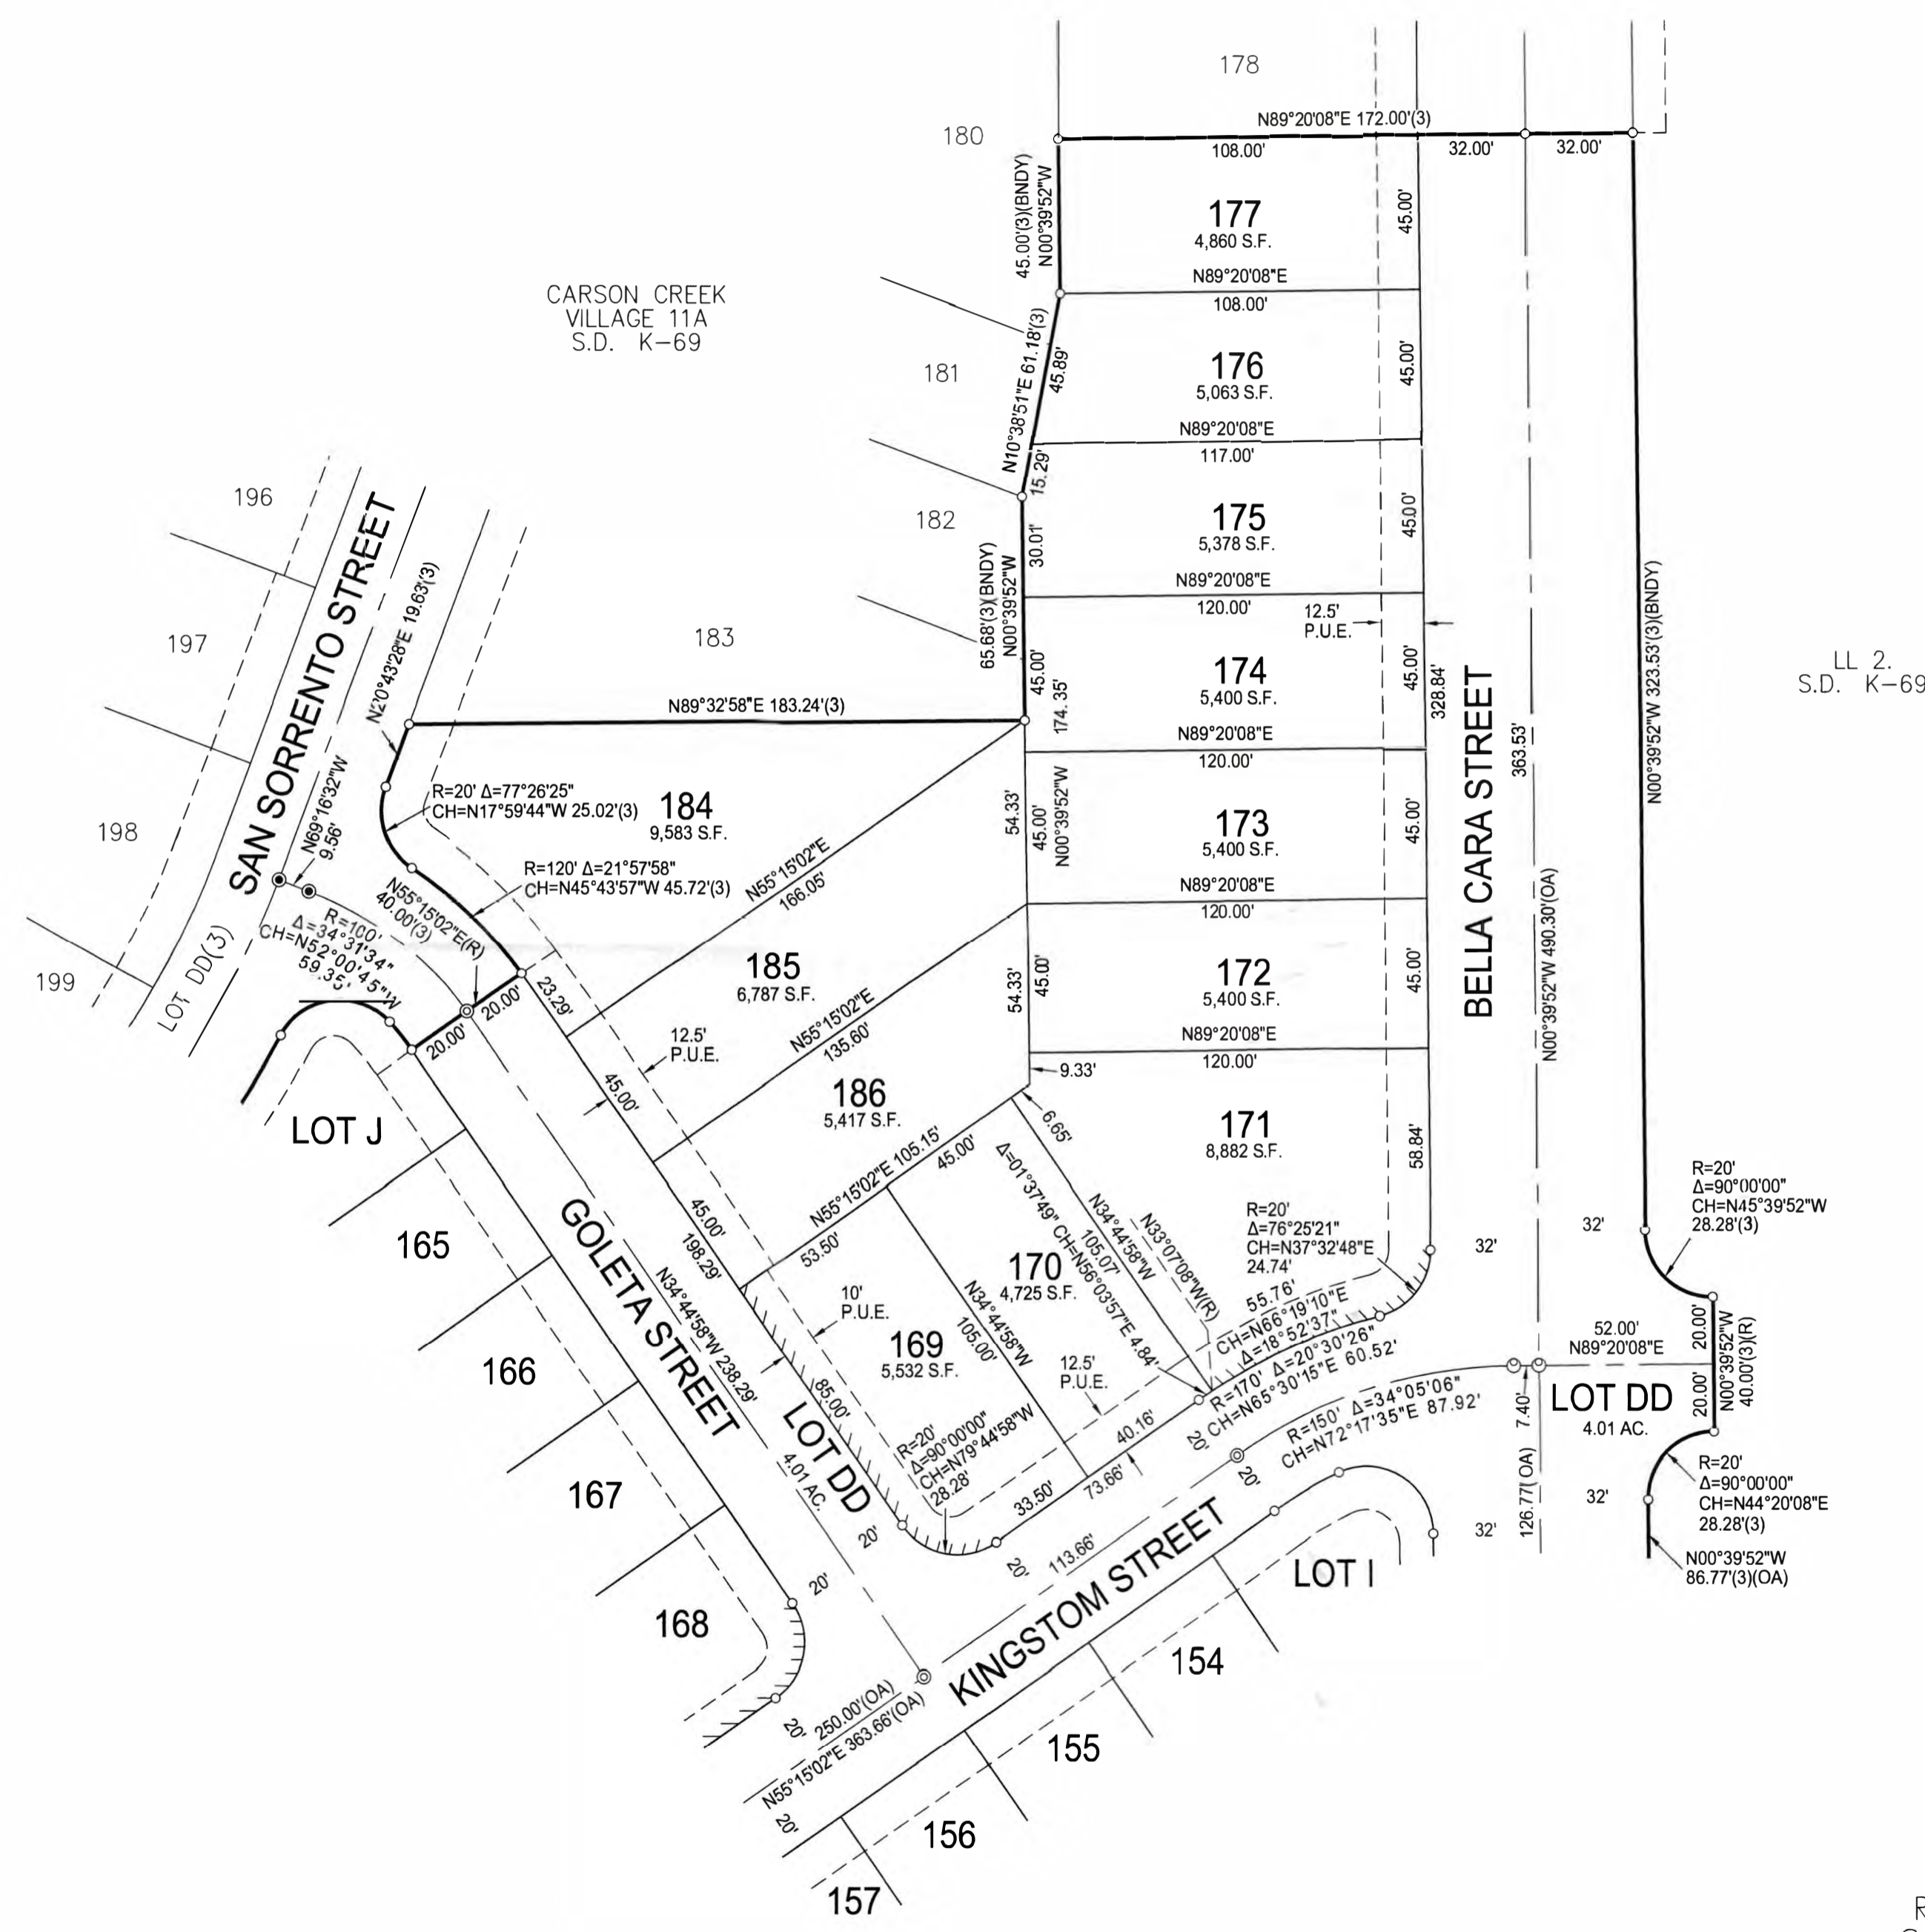 178
N89°20'08"E 172.00'(3)
108.00'
32.00'
32.00'
180
45.00'(3)(BNDY)
N00°39'52"W
177
4,860 S.F.
45.00'
N89°20'08"E
108.00'
CARSON CREEK
VILLAGE 11A
S.D. K-69
N10°38'51"E 61.18'(3)
45.89'
181
176
5,063 S.F.
45.00'
N89°20'08"E
117.00'
15.29'
182
175
5,378 S.F.
45.00'
30.01'
65.68'(3)(BNDY)
N00°39'52"W
N89°20'08"E
120.00'
12.5'
P.U.E.
196
197
198
199
SAN SORRENTO STREET
LOT DD(3)
N20°43'28"E 19.63'(3)
183
N89°32'58"E 183.24'(3)
45.00'
174.35'
174
5,400 S.F.
45.00'
328.84'
N89°20'08"E
120.00'
BELLA CARA STREET
363.53'
N00°39'52"W 490.30'(OA)
N00°39'52"W 323.53'(3)(BNDY)
LL 2.
S.D. K-69
N69°16'32"W
9.56'
R=20' Δ=77°26'25"
CH=N17°59'44"W 25.02'(3)
184
9,583 S.F.
R=120' Δ=21°57'58"
CH=N45°43'57"W 45.72'(3)
N55°15'02"E
166.05'
54.33'
45.00'
N00°39'52"W
173
5,400 S.F.
45.00'
N89°20'08"E
120.00'
N55°15'02"E(R)
40.00'(3)
R=100'
Δ=34°31'34"
CH=N52°00'45"W
59.35'
20.00'
20.00'
23.29'
185
6,787 S.F.
N55°15'02"E
135.60'
54.33'
45.00'
172
5,400 S.F.
45.00'
N89°20'08"E
120.00'
12.5'
P.U.E.
45.00'
9.33'
186
5,417 S.F.
LOT J
6.65'
171
8,882 S.F.
58.84'
N55°15'02"E 105.15'
45.00'
53.50'
45.00'
198.29'
165
GOLETA STREET
N34°44'58"W 238.29'
Δ=01°37'49" CH=N56°03'57"E 4.84'
N34°44'58"W
105.07'
N33°07'08"W(R)
R=20'
Δ=76°25'21"
CH=N37°32'48"E
24.74'
32'
32'
R=20'
Δ=90°00'00"
CH=N45°39'52"W
28.28'(3)
170
4,725 S.F.
N34°44'58"W
105.00'
55.76'
CH=N66°19'10"E
Δ=18°52'37"
R=170' Δ=20°30'26"
CH=N65°30'15"E 60.52'
10'
P.U.E.
169
5,532 S.F.
12.5'
P.U.E.
85.00'
LOT DD
4.01 AC.
166
R=20'
Δ=90°00'00"
CH=N79°44'58"W
28.28'
40.16'
33.50'
73.66'
20'
20'
R=150' Δ=34°05'06"
CH=N72°17'35"E 87.92'
52.00'
N89°20'08"E
20.00'
20.00'
N00°39'52"W
40.00'(3)(R)
LOT DD
4.01 AC.
7.40'
126.77'(OA)
R=20'
Δ=90°00'00"
CH=N44°20'08"E
28.28'(3)
32'
32'
N00°39'52"W
86.77'(3)(OA)
167
20'
20'
113.66'
KINGSTOM STREET
LOT I
168
20'
20'
250.00'(OA)
N55°15'02"E 363.66'(OA)
20'
154
155
156
157
R